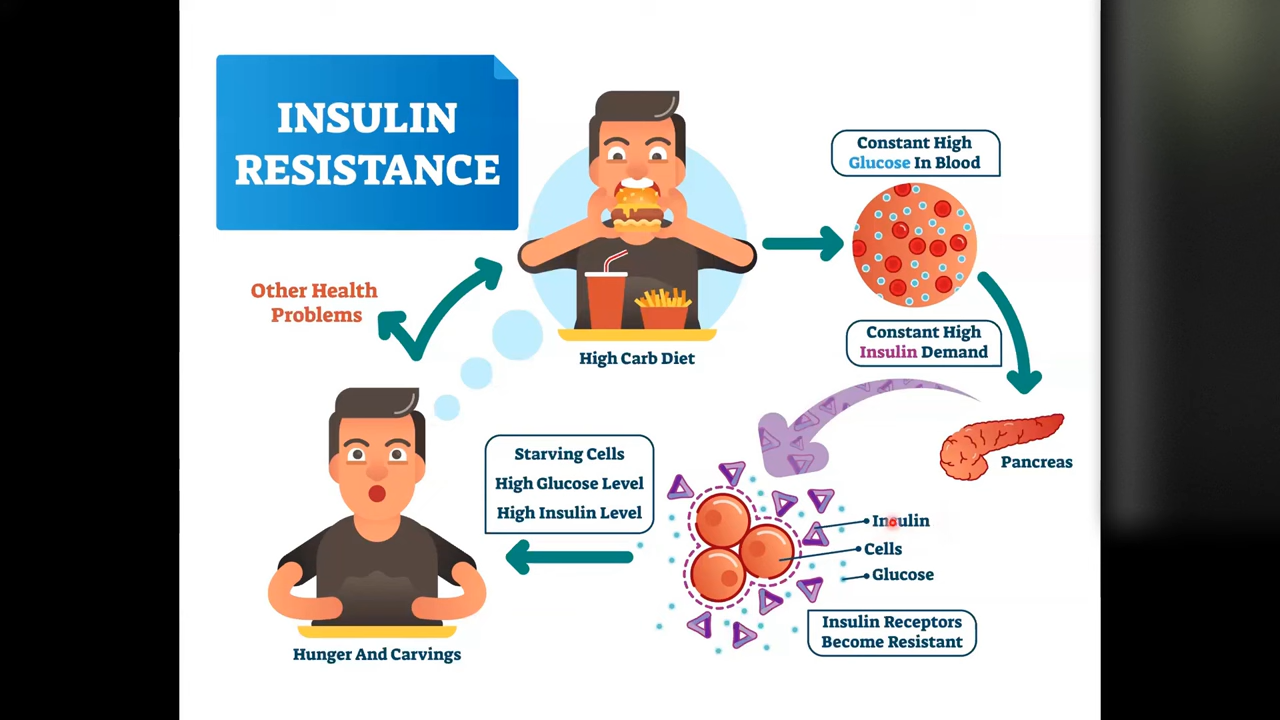 INSULIN
RESISTANCE
Constant High
Glucose In Blood
Other Health
Problems
Constant High
Insulin Demand
High Carb Diet
Pancreas
Starving Cells
High Glucose Level
High Insulin Level
Insulin
Cells
Glucose
Insulin Receptors
Become Resistant
Hunger And Carvings